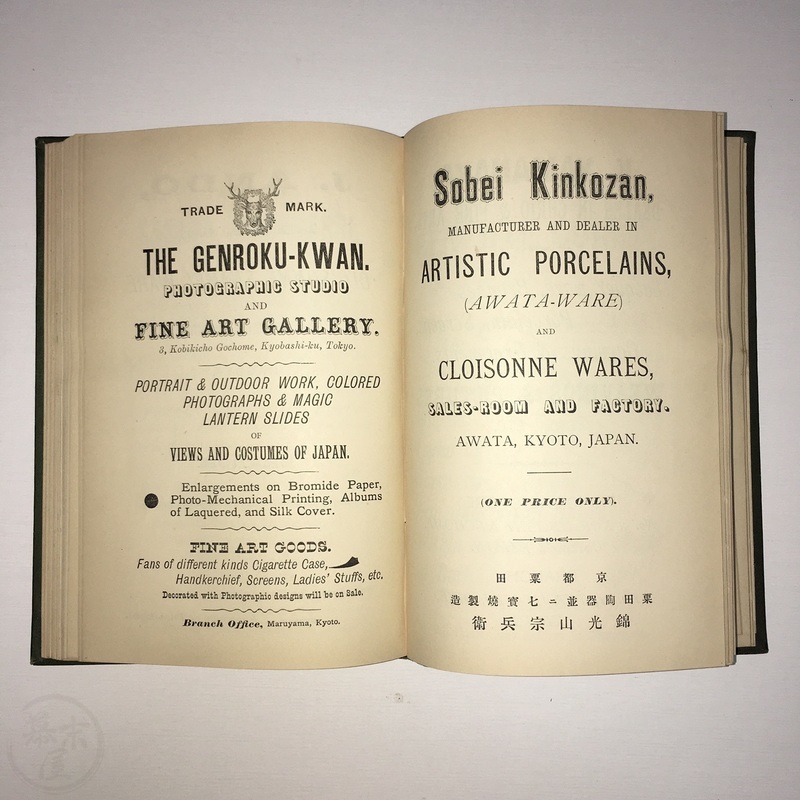 TRADE MARK.
THE GENROKU-KWAN.
PHOTOGRAPHIC STUDIO
AND
FINE ART GALLERY.
3, Kobikicho Gochome, Kyobashi-ku, Tokyo.
PORTRAIT & OUTDOOR WORK, COLORED
PHOTOGRAPHS & MAGIC
LANTERN SLIDES
OF
VIEWS AND COSTUMES OF JAPAN.
Enlargements on Bromide Paper,
Photo-Mechanical Printing, Albums
of Laquered, and Silk Cover.
FINE ART GOODS.
Fans of different kinds Cigarette Case,
Handkerchief, Screens, Ladies' Stuffs, etc.
Decorated with Photographic designs will be on Sale.
Branch Office, Maruyama, Kyoto.
Sobei Kinkozan,
MANUFACTURER AND DEALER IN
ARTISTIC PORCELAINS,
(AWATA-WARE)
AND
CLOISONNE WARES,
SALES-ROOM AND FACTORY.
AWATA, KYOTO, JAPAN.
(ONE PRICE ONLY).
田粟都京
造製燒寳七ニ並器陶田粟
衛兵宗山光錦
幕末屋